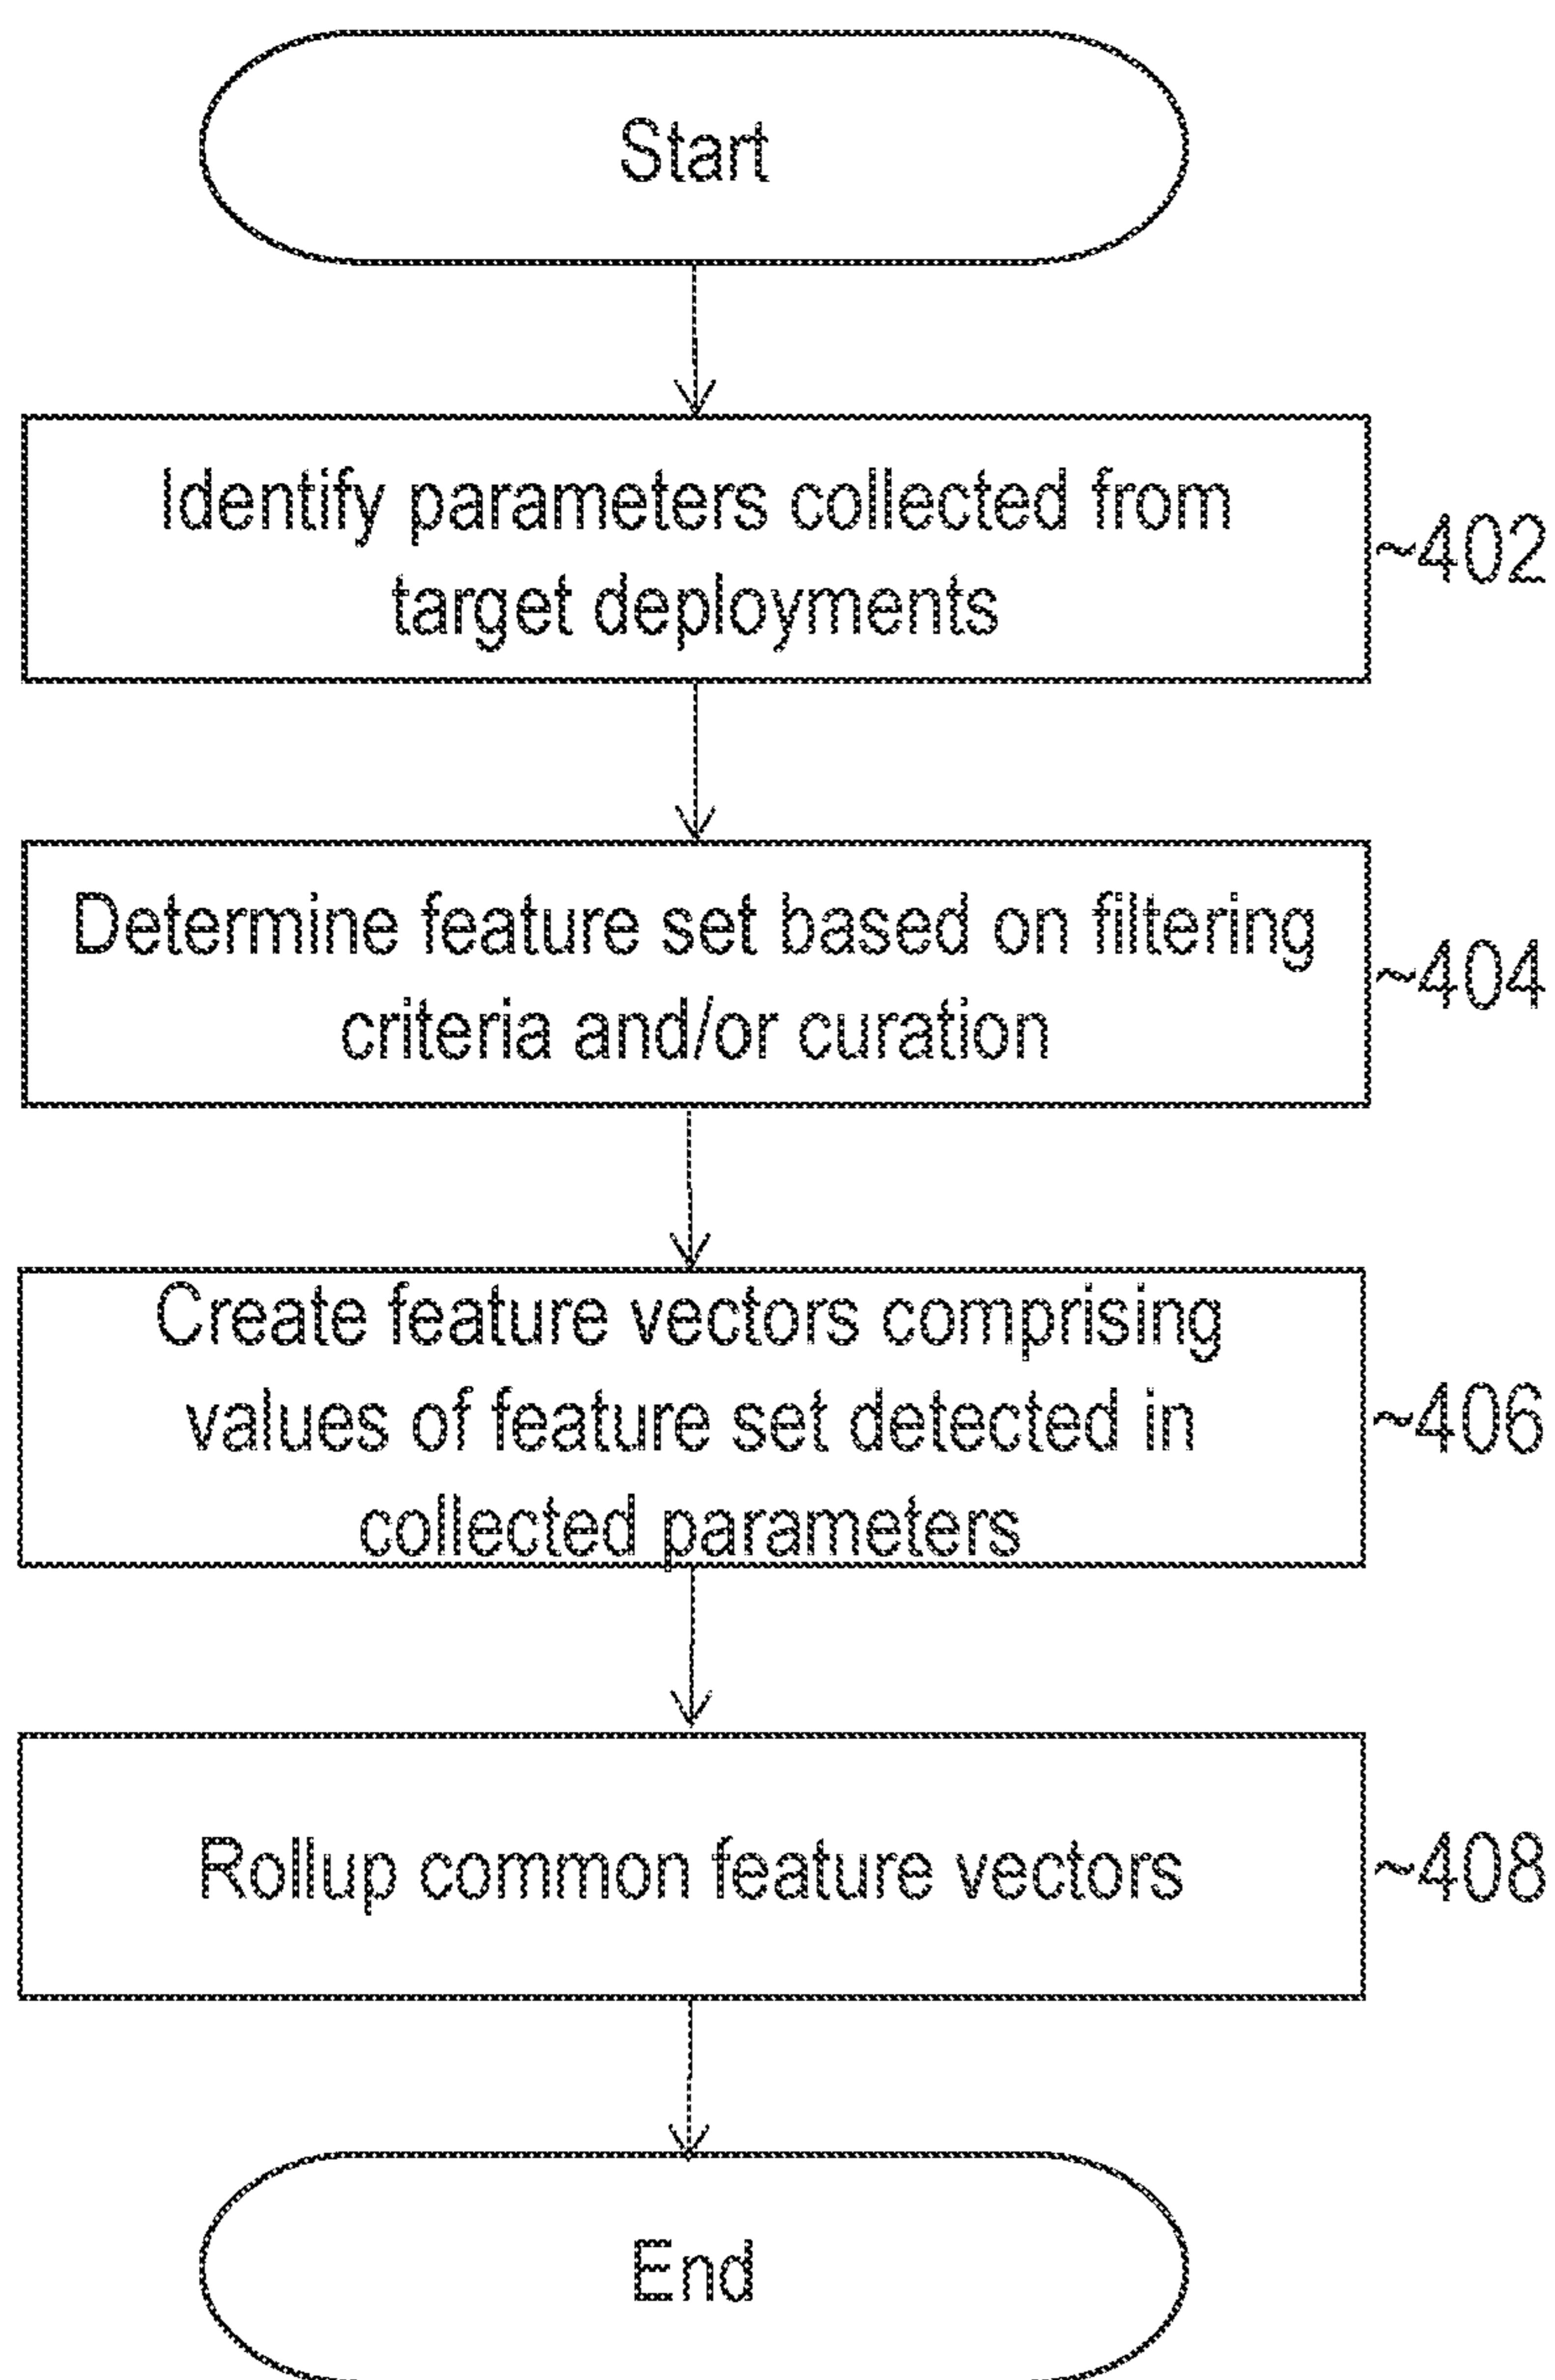 Start
Identify parameters collected from
target deployments
~402
Determine feature set based on filtering
criteria and/or curation
~404
Create feature vectors comprising
values of feature set detected in
collected parameters
~406
Rollup common feature vectors
~408
End